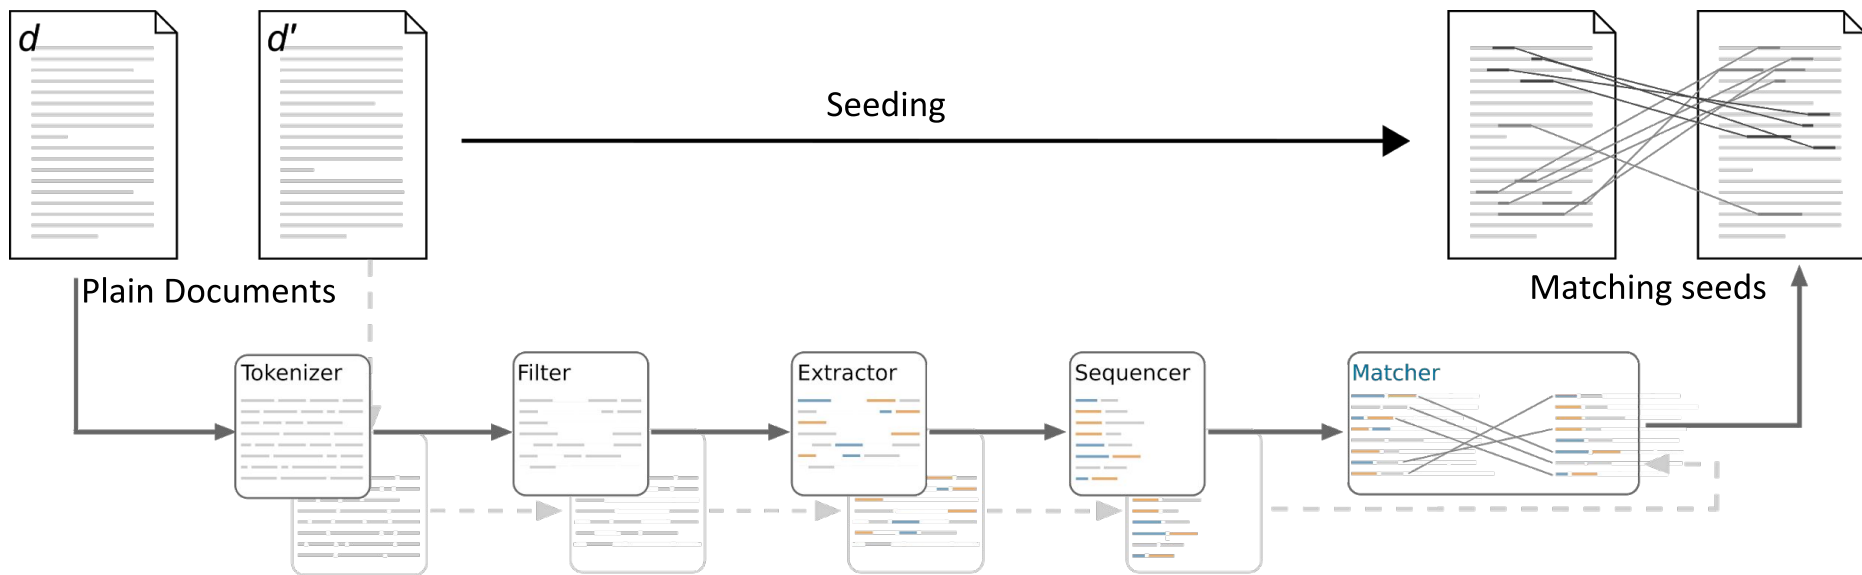 d
d'
Seeding
Plain Documents
Matching seeds
Tokenizer
Filter
Extractor
Sequencer
Matcher